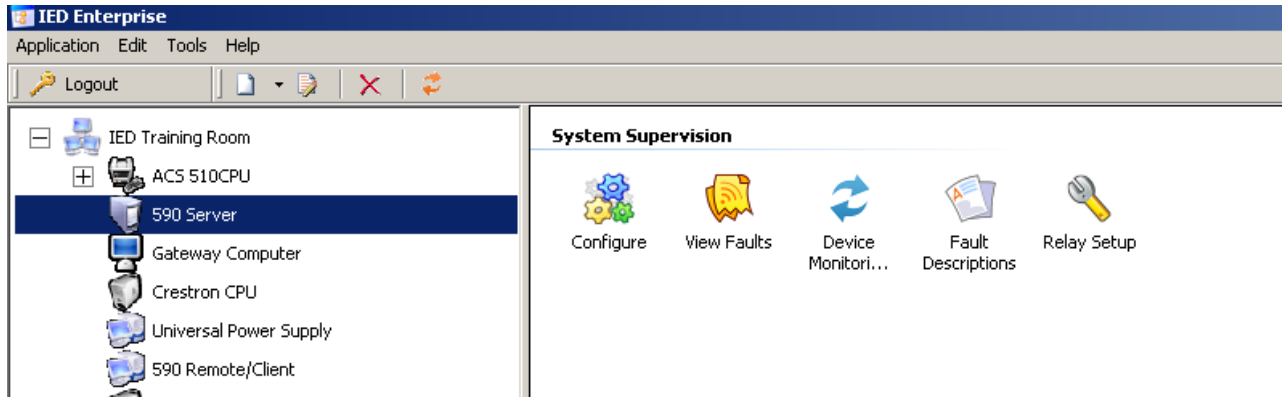 IED Enterprise
Application Edit Tools Help
Logout
IED Training Room
ACS 510CPU
590 Server
Gateway Computer
Crestron CPU
Universal Power Supply
590 Remote/Client
System Supervision
Configure
View Faults
Device
Monitori...
Fault
Descriptions
Relay Setup